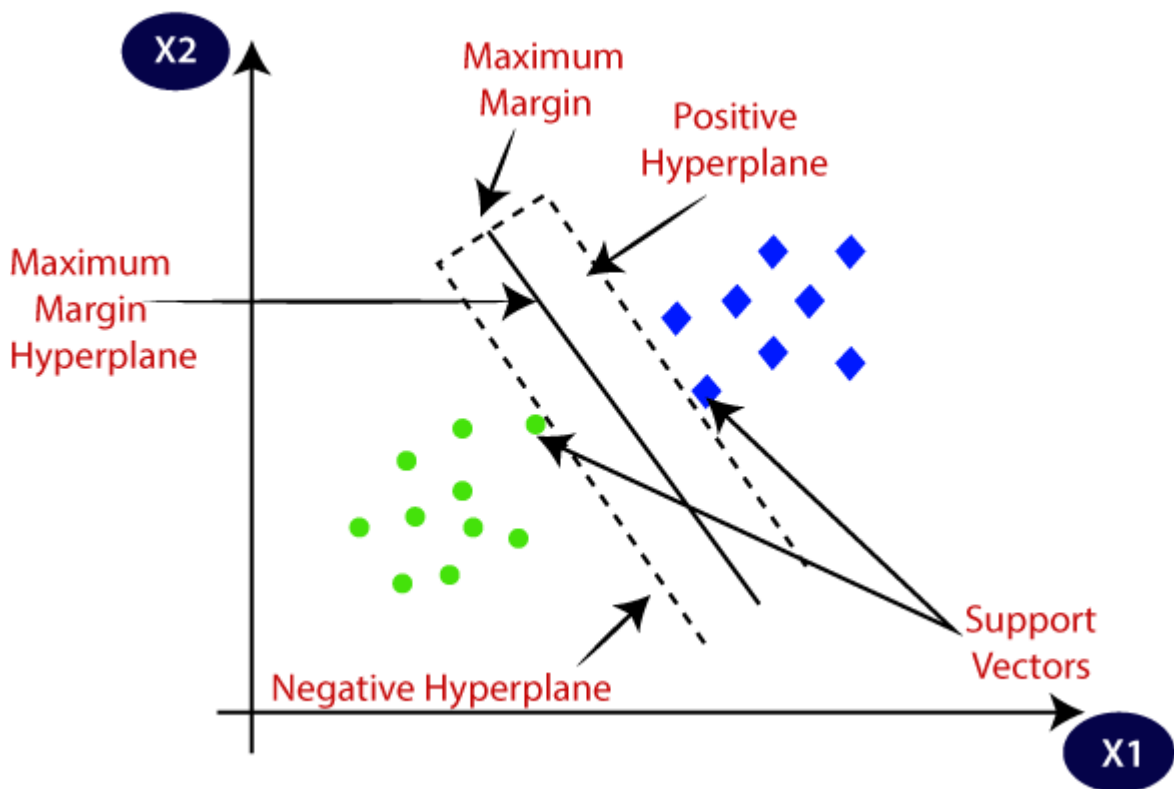 X2
Maximum
Margin
Positive
Hyperplane
Maximum
Margin
Hyperplane
Support
Vectors
Negative Hyperplane
X1